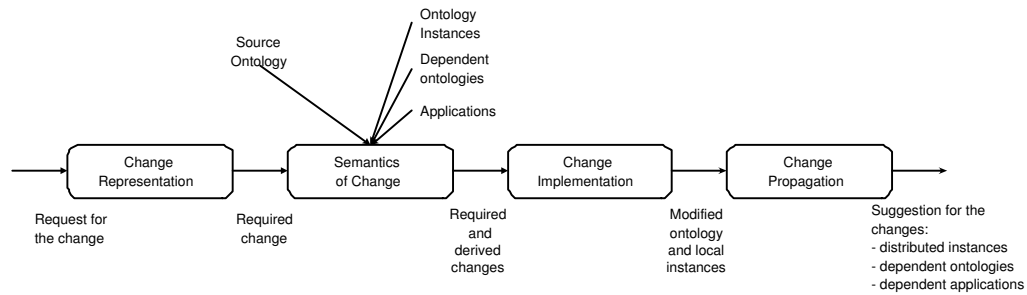 Ontology
Instances
Source
Ontology
Dependent
ontologies
Applications
Change
Representation
Semantics
of Change
Change
Implementation
Change
Propagation
Request for
the change
Required
change
Required
and
derived
changes
Modified
ontology
and local
instances
Suggestion for the
changes:
- distributed instances
- dependent ontologies
- dependent applications